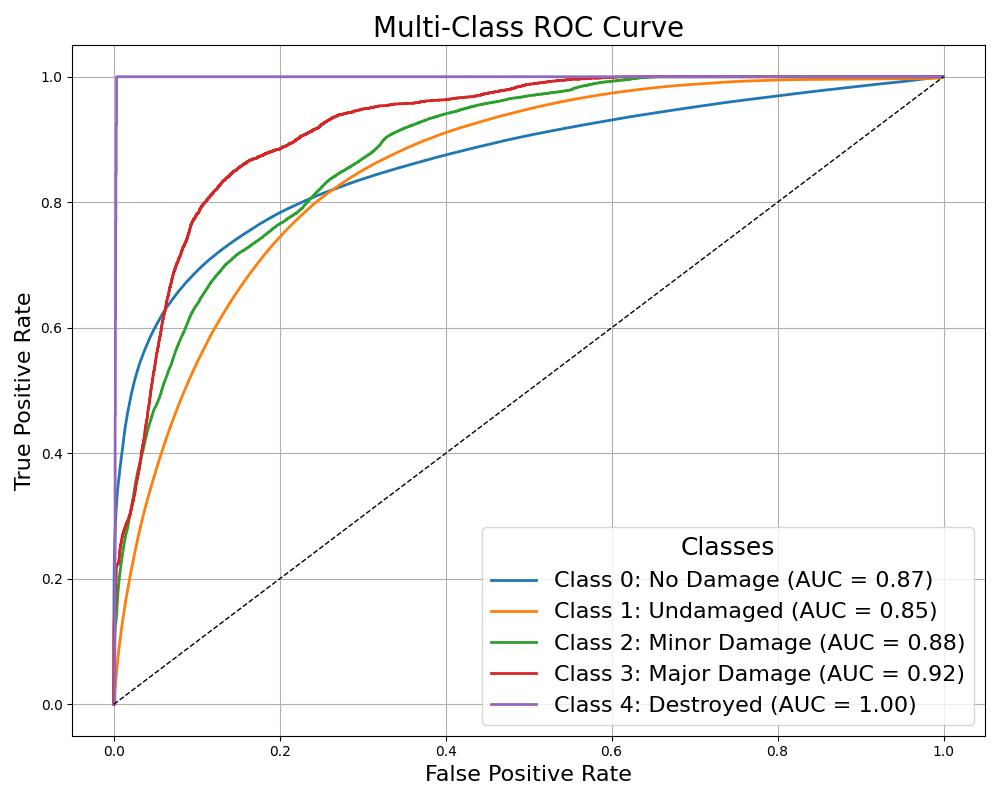 Multi-Class ROC Curve
True Positive Rate
1.0
0.8
0.6
0.4
0.2
0.0
Classes
Class 0: No Damage (AUC = 0.87)
Class 1: Undamaged (AUC = 0.85)
Class 2: Minor Damage (AUC = 0.88)
Class 3: Major Damage (AUC = 0.92)
Class 4: Destroyed (AUC = 1.00)
0.0 0.2 0.4 0.6 0.8 1.0
False Positive Rate